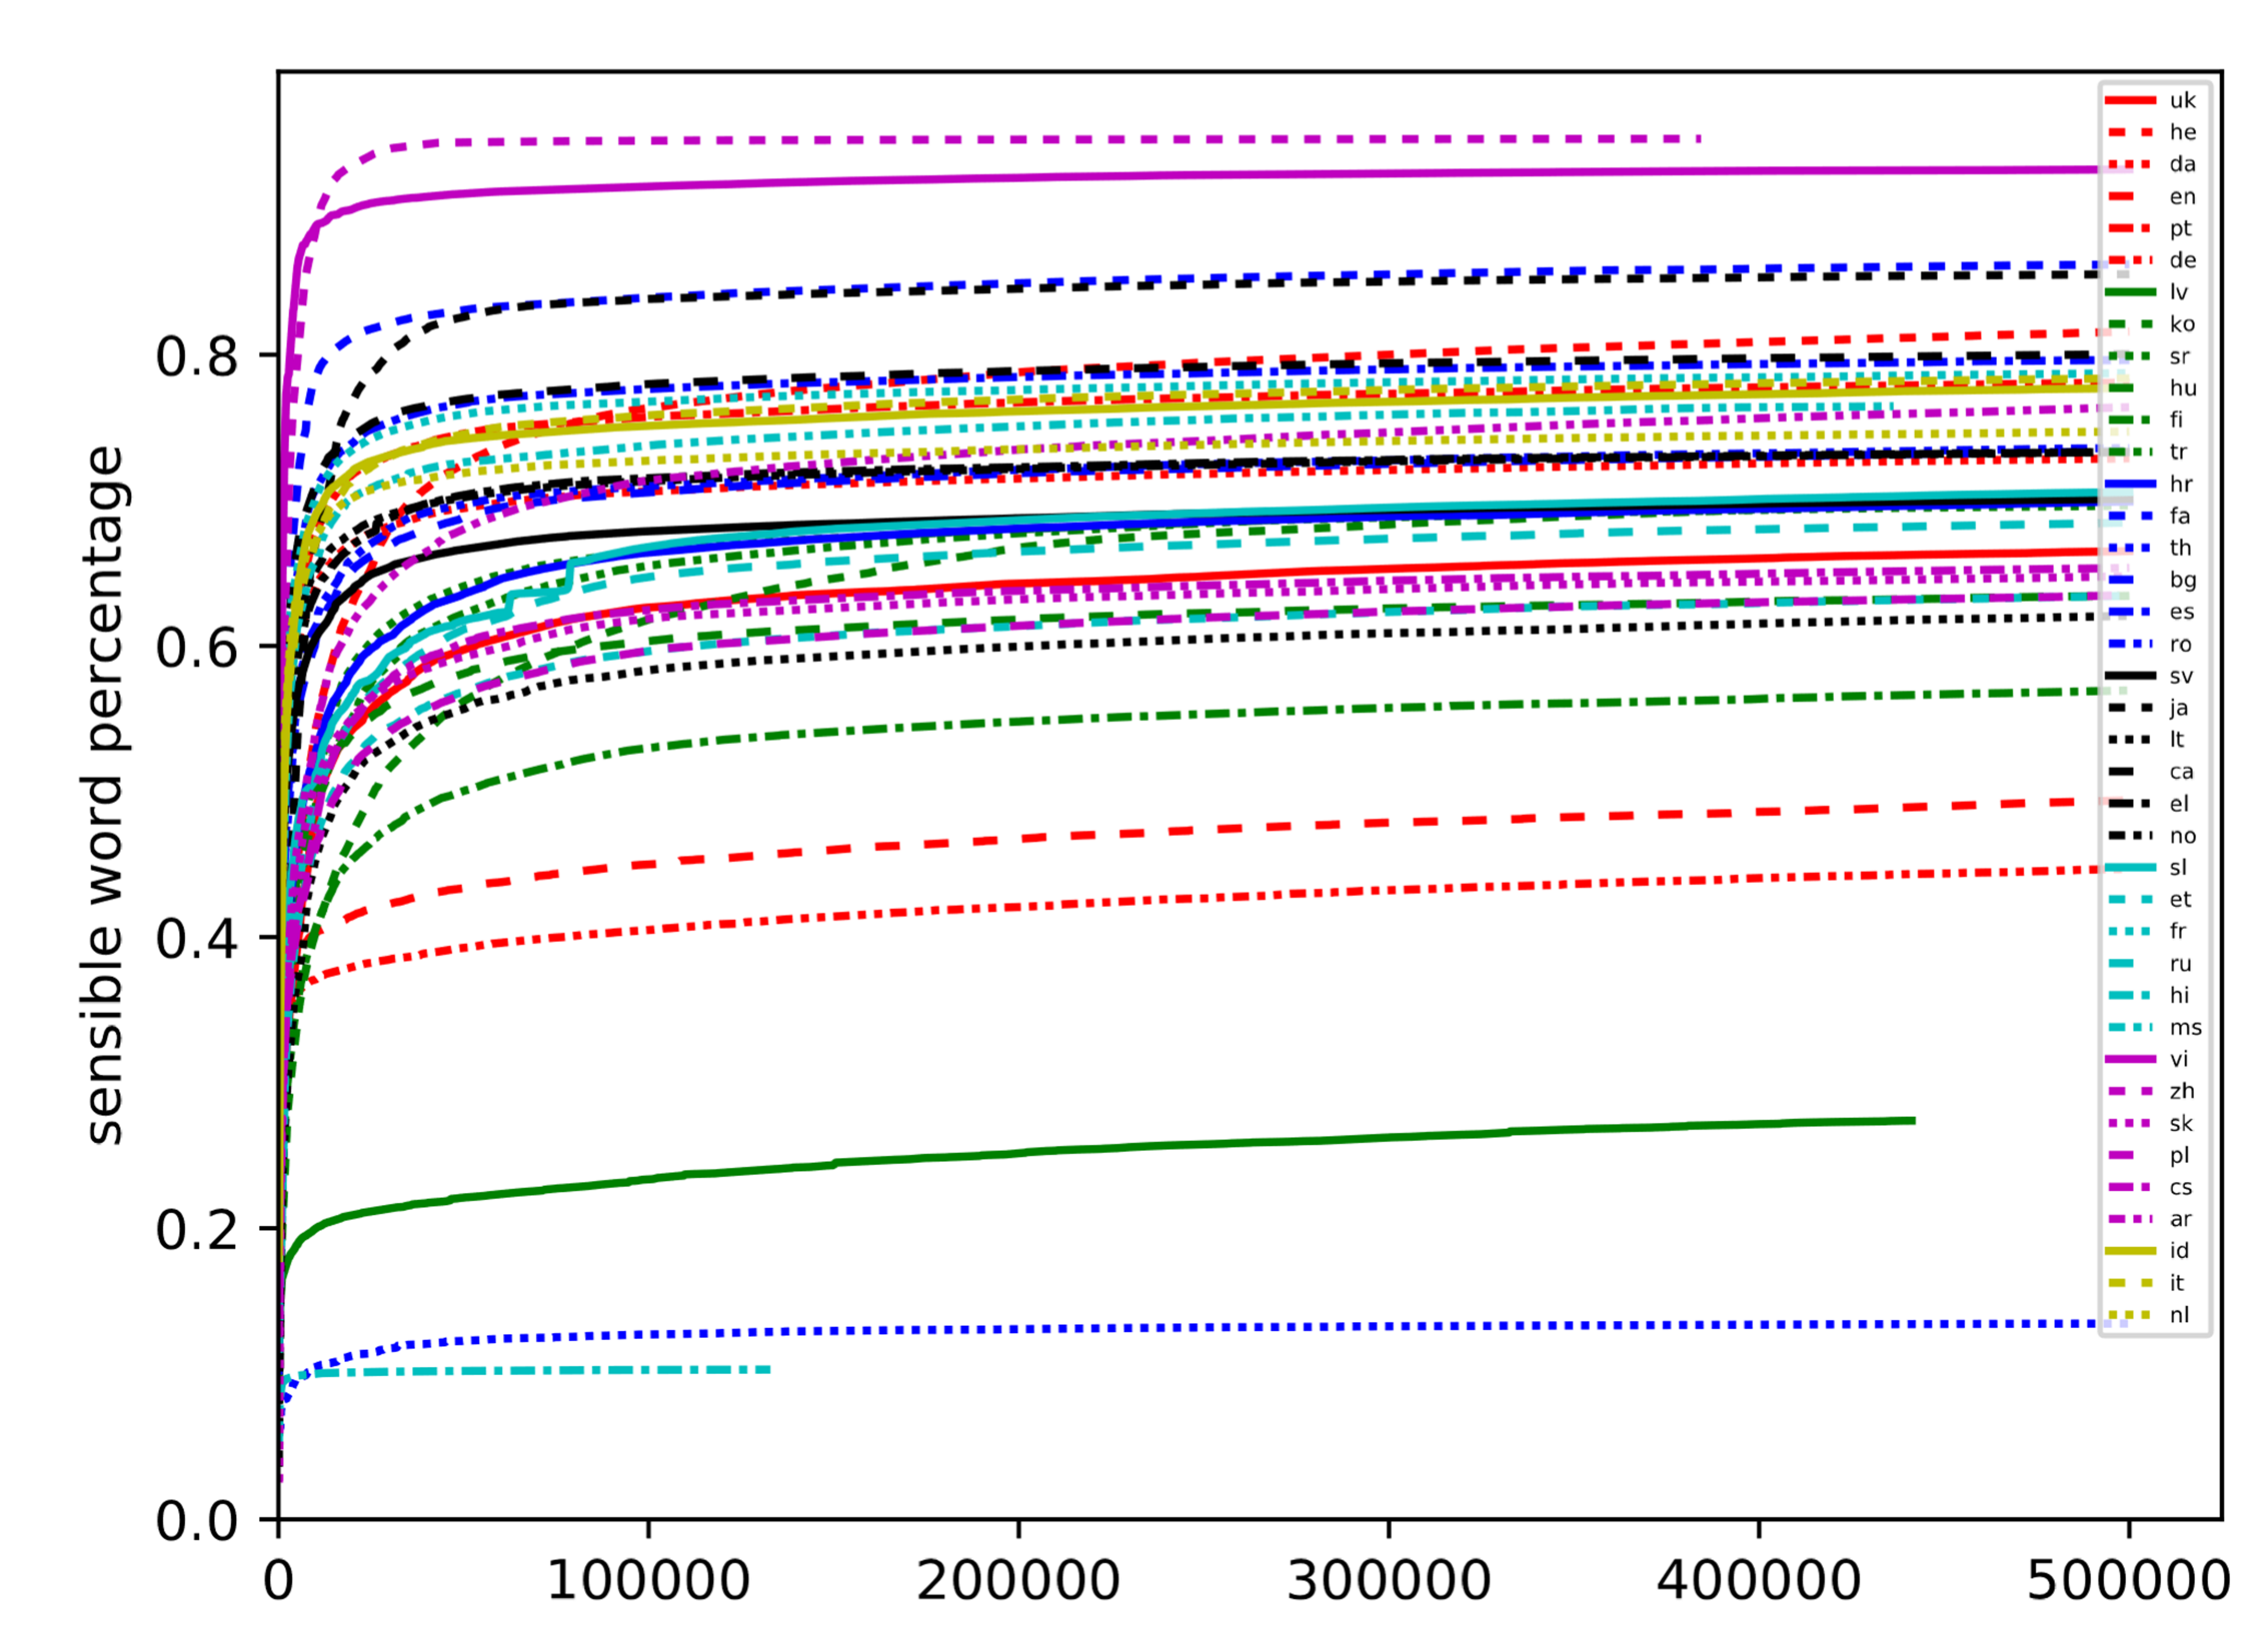 sensible word percentage
0.8
0.6
0.4
0.2
0.0
0
100000
200000
300000
400000
500000
uk
he
da
en
pt
de
lv
ko
sr
hu
fi
tr
hr
fa
th
bg
es
ro
sv
ja
lt
ca
el
no
sl
et
fr
ru
hi
ms
vi
zh
sk
pl
cs
ar
id
it
nl